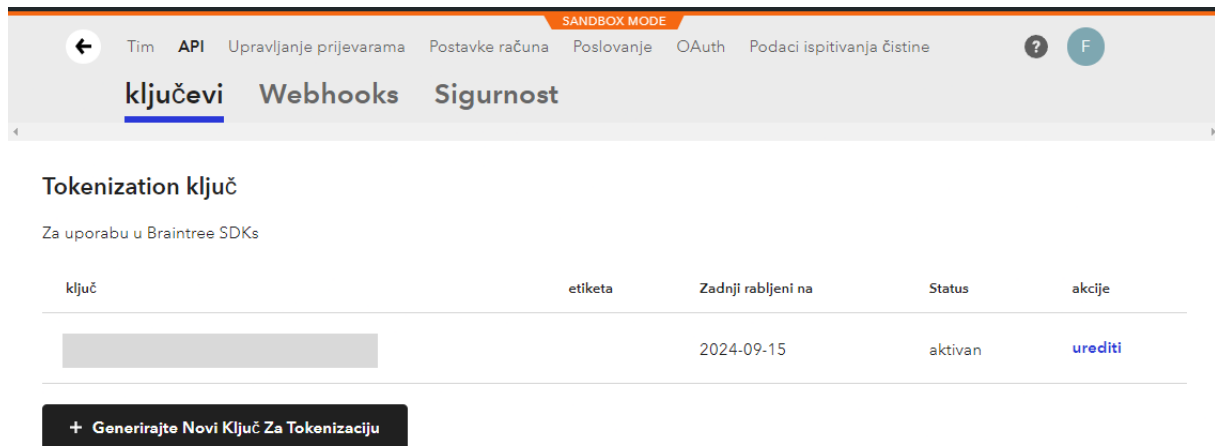 SANDBOX MODE
Tim API Upravljanje prijevarama Postavke računa Poslovanje OAuth Podaci ispitivanja čistine ? F
ključevi Webhooks Sigurnost
Tokenization ključ
Za uporabu u Braintree SDKs
ključ etiketa Zadnji rabljeni na Status akcije
2024-09-15 aktivan urediti
+ Generirajte Novi Ključ Za Tokenizaciju